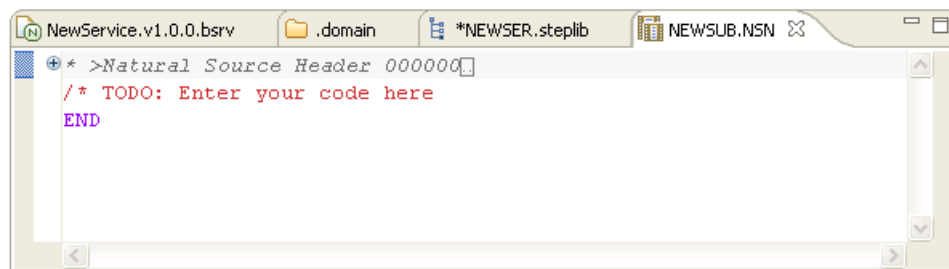 NewService.v1.0.0.bsrv .domain *NEWSER.steplib NEWSUB.NSN
* >Natural Source Header 000000
/* TODO: Enter your code here
END